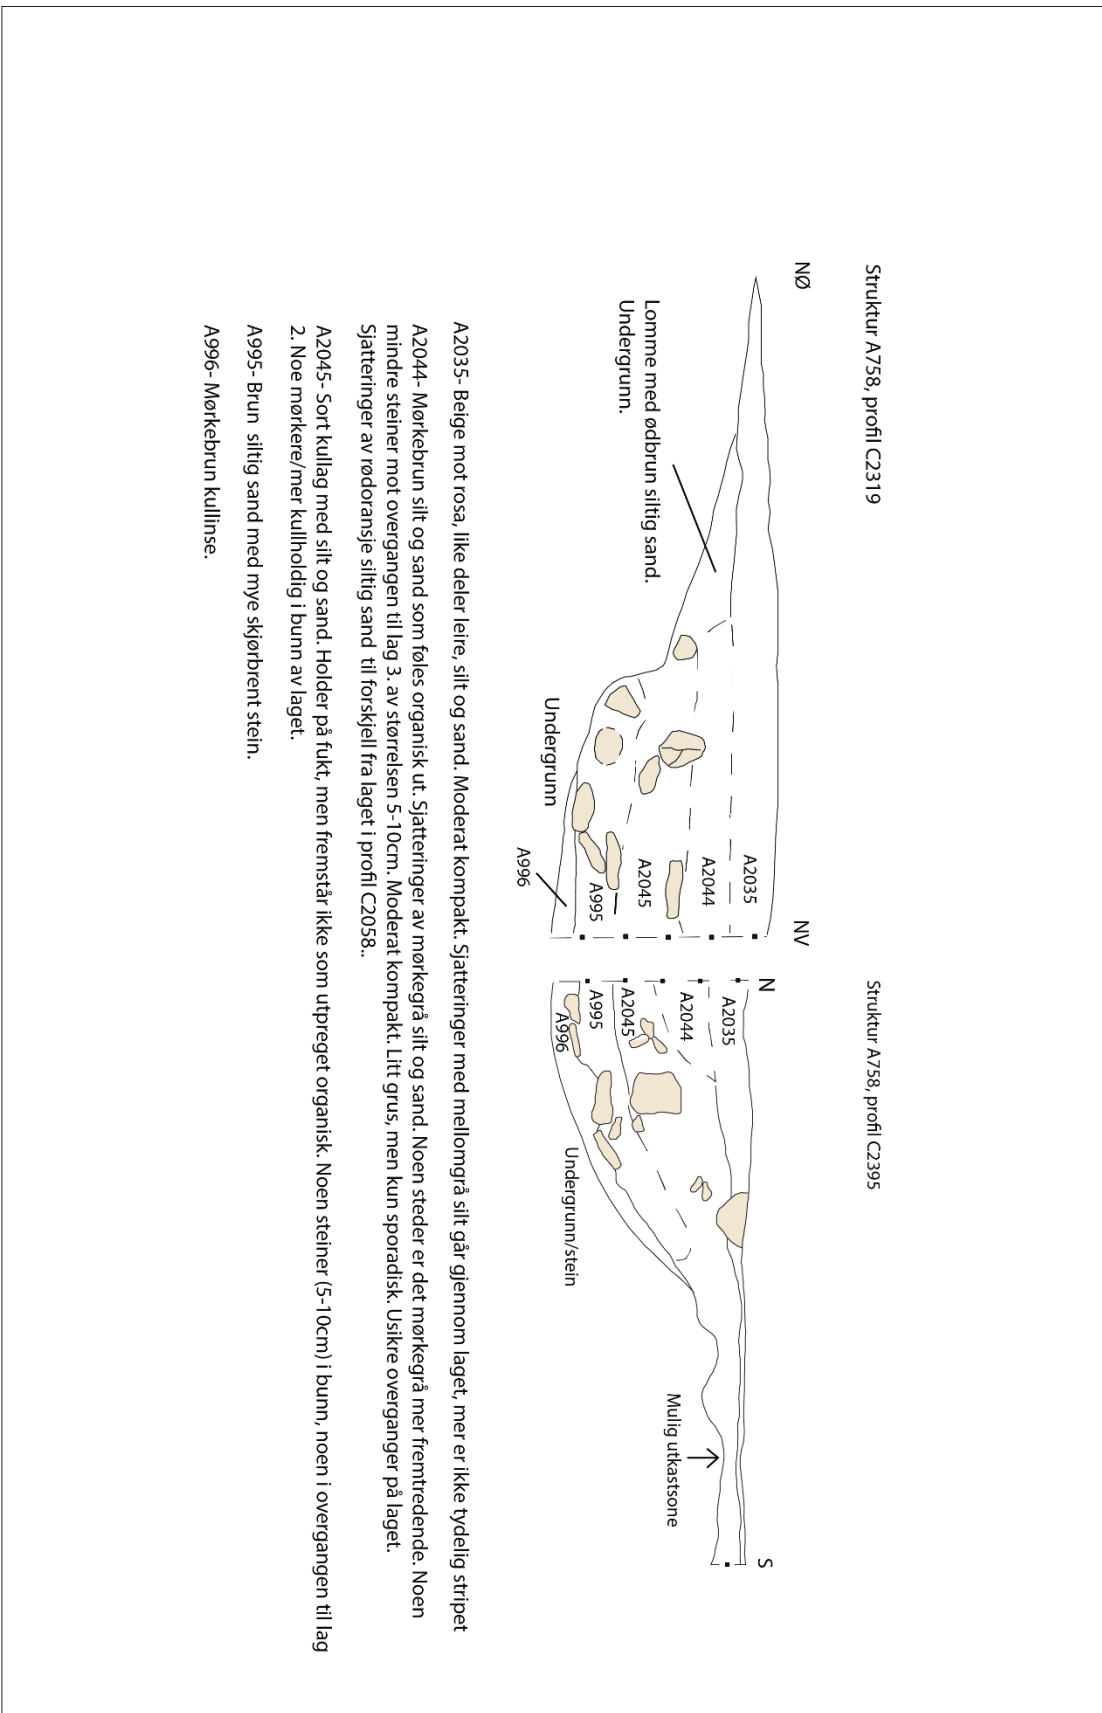 Struktur A758, profil C2319
NØ
NV
Lomme med ødbrun siltig sand.
Undergrunn.
A2035
A2044
A2045
A995
A996
Undergrunn
Struktur A758, profil C2395
N
S
A2035
A2044
A2045
A995
A996
Undergrunn/stein
Mulig utkastsone
A2035- Beige mot rosa, like deler leire, silt og sand. Moderat kompakt. Sjatteringer med mellomgrå silt går gjennom laget, mer er ikke tydelig stripet
A2044- Mørkebrun silt og sand som føles organisk ut. Sjatteringer av mørkegrå silt og sand. Noen steder er det mørkegrå mer fremtredende. Noen
mindre steiner mot overgangen til lag 3. av størrelsen 5-10cm. Moderat kompakt. Litt grus, men kun sporadisk. Usikre overganger på laget.
Sjatteringer av rødoransje siltig sand til forskjell fra laget i profil C2058..
A2045- Sort kullag med silt og sand. Holder på fukt, men fremstår ikke som utpreget organisk. Noen steiner (5-10cm) i bunn, noen i overgangen til lag
2. Noe mørkere/mer kullholdig i bunn av laget.
A995- Brun siltig sand med mye skjørbrent stein.
A996- Mørkebrun kullinse.